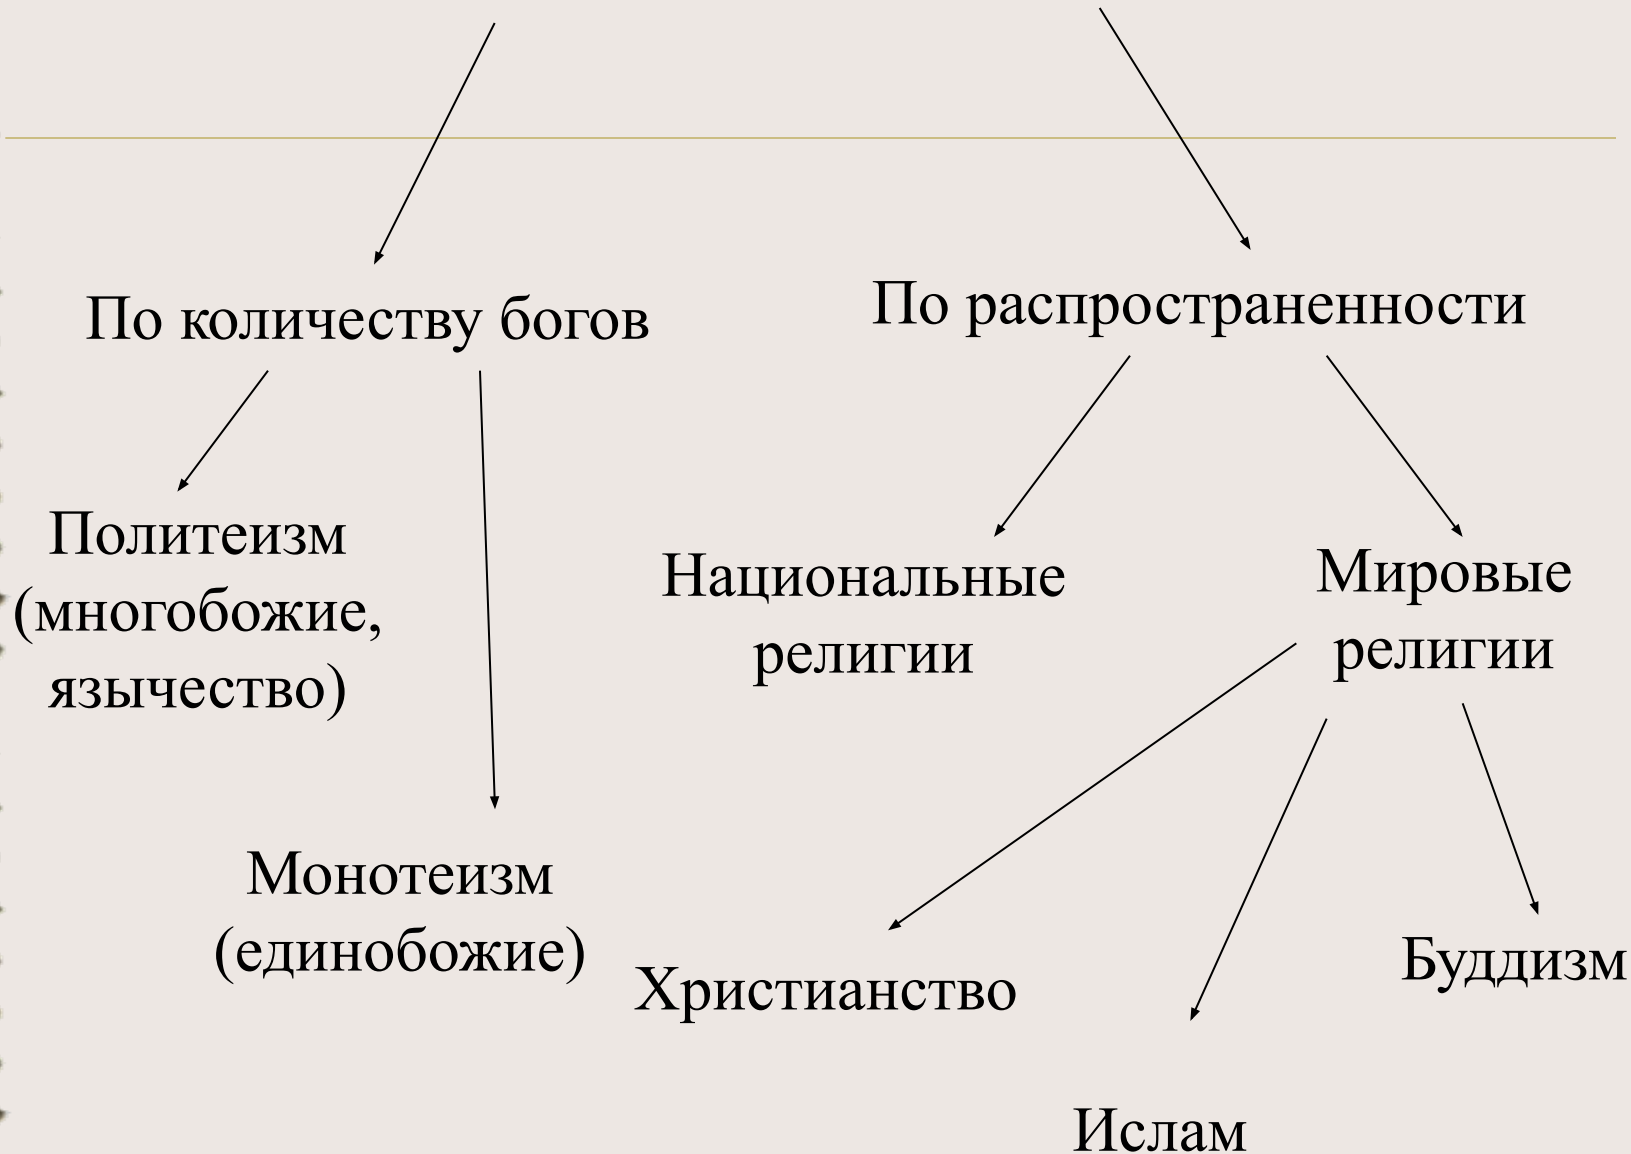 По количеству богов
По распространенности
Политеизм
(многобожие,
язычество)
Национальные
религии
Мировые
религии
Монотеизм
(единобожие)
Христианство
Буддизм
Ислам